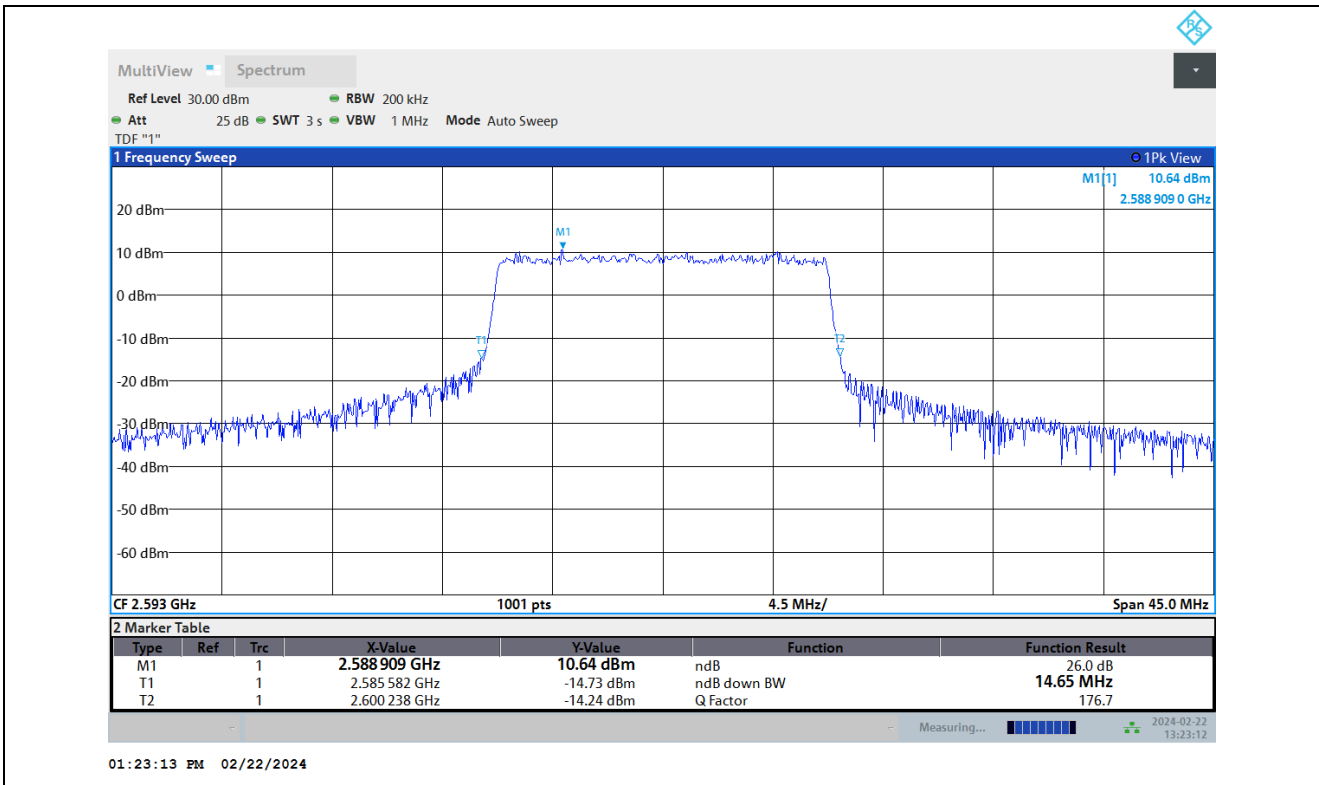 R&S
MultiView Spectrum
Ref Level 30.00 dBm RBW 200 kHz
Att 25 dB SWT 3 s VBW 1 MHz Mode Auto Sweep
TDF "1"
1 Frequency Sweep 1Pk View
M1[1] 10.64 dBm
2.588 909 0 GHz
20 dBm
M1
10 dBm
0 dBm
-10 dBm
T1
T2
-20 dBm
-30 dBm
-40 dBm
-50 dBm
-60 dBm
CF 2.593 GHz 1001 pts 4.5 MHz/ Span 45.0 MHz
2 Marker Table
Type Ref Trc X-Value Y-Value Function Function Result
M1 1 2.588 909 GHz 10.64 dBm ndB 26.0 dB
T1 1 2.585 582 GHz -14.73 dBm ndB down BW 14.65 MHz
T2 1 2.600 238 GHz -14.24 dBm Q Factor 176.7
Measuring... 2024-02-22
13:23:12
01:23:13 PM 02/22/2024